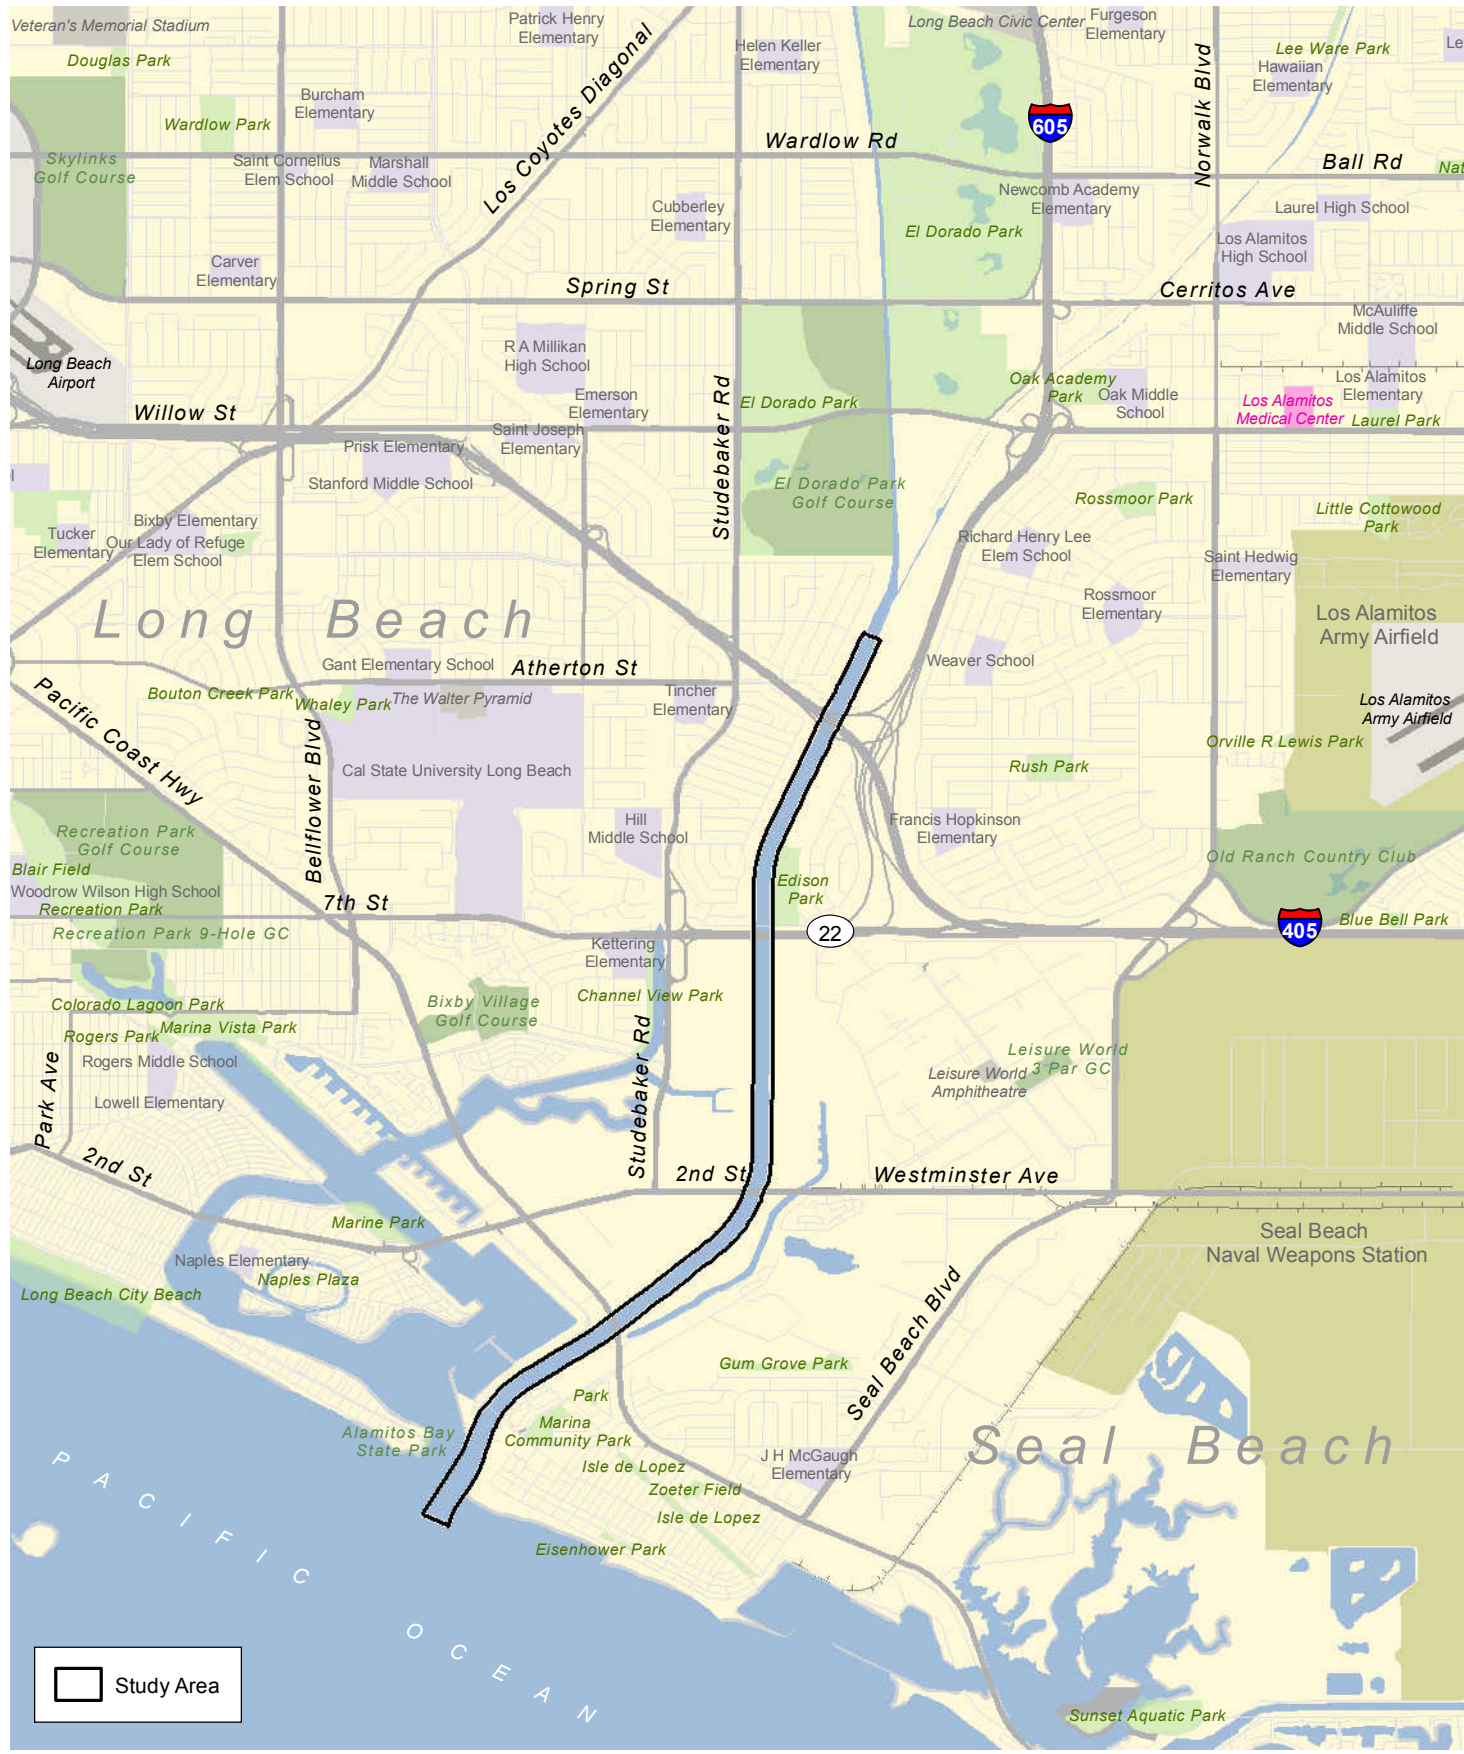 Veteran's Memorial Stadium
Patrick Henry
Elementary
Long Beach Civic Center
Furgeson
Elementary
Douglas Park
Helen Keller
Elementary
Lee Ware Park
Hawaiian
Elementary
Le
Burcham
Elementary
Los Coyotes Diagonal
Norwalk Blvd
Wardlow Park
605
Wardlow Rd
Ball Rd
Nat
Skylinks
Golf Course
Saint Cornelius
Elem School
Marshall
Middle School
Newcomb Academy
Elementary
Laurel High School
Cubberley
Elementary
El Dorado Park
Los Alamitos
High School
Carver
Elementary
Spring St
Cerritos Ave
McAuliffe
Middle School
R A Millikan
High School
Long Beach
Airport
Oak Academy
Park
Oak Middle
School
Los Alamitos
Elementary
Emerson
Elementary
Studebaker Rd
El Dorado Park
Los Alamitos
Medical Center
Laurel Park
Willow St
Saint Joseph
Elementary
Prisk Elementary
l
Stanford Middle School
El Dorado Park
Golf Course
Rossmoor Park
Little Cottowood
Park
Bixby Elementary
Tucker
Elementary
Our Lady of Refuge
Elem School
Richard Henry Lee
Elem School
Saint Hedwig
Elementary
Long Beach
Rossmoor
Elementary
Los Alamitos
Army Airfield
Gant Elementary School
Atherton St
Weaver School
Bouton Creek Park
Whaley Park
The Walter Pyramid
Tincher
Elementary
Los Alamitos
Army Airfield
Pacific Coast Hwy
Bellflower Blvd
Orville R Lewis Park
Cal State University Long Beach
Rush Park
Recreation Park
Golf Course
Hill
Middle School
Francis Hopkinson
Elementary
Blair Field
Old Ranch Country Club
Woodrow Wilson High School
Edison
Park
Recreation Park
7th St
Blue Bell Park
Recreation Park 9-Hole GC
22
405
Kettering
Elementary
Colorado Lagoon Park
Bixby Village
Golf Course
Channel View Park
Rogers Park
Marina Vista Park
Rogers Middle School
Studebaker Rd
Leisure World
3 Par GC
Leisure World
Amphitheatre
Park Ave
Lowell Elementary
2nd St
2nd St
Westminster Ave
Marine Park
Seal Beach
Naval Weapons Station
Naples Elementary
Naples Plaza
Long Beach City Beach
Seal Beach Blvd
Gum Grove Park
Park
Alamitos Bay
State Park
Marina
Community Park
Seal Beach
Isle de Lopez
J H McGaugh
Elementary
Zoeter Field
Isle de Lopez
Eisenhower Park
PACIFIC OCEAN
Study Area
Sunset Aquatic Park